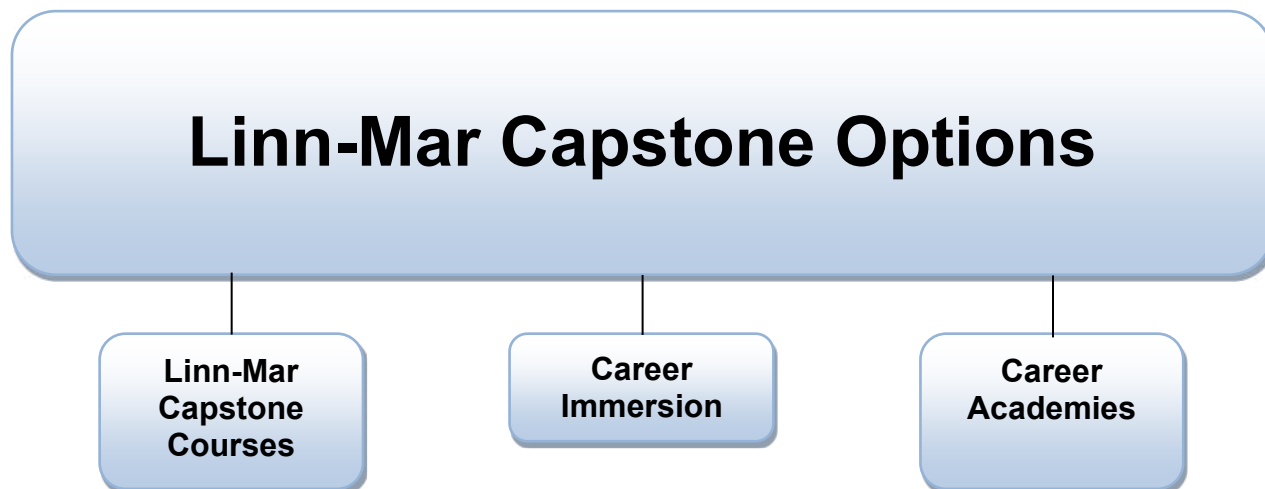 Linn-Mar Capstone Options
Linn-Mar
Capstone
Courses
Career
Immersion
Career
Academies